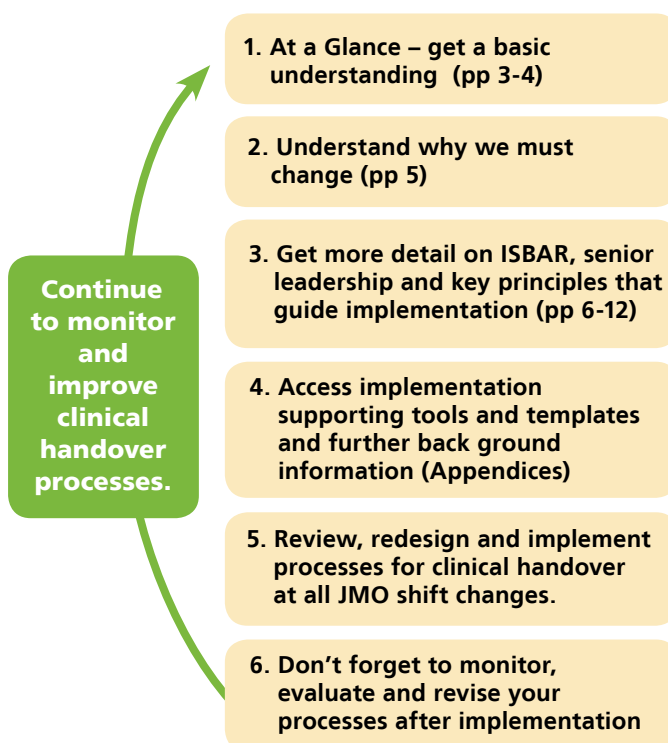 1. At a Glance – get a basic
understanding (pp 3-4)
2. Understand why we must
change (pp 5)
3. Get more detail on ISBAR, senior
leadership and key principles that
guide implementation (pp 6-12)
4. Access implementation
supporting tools and templates
and further back ground
information (Appendices)
5. Review, redesign and implement
processes for clinical handover
at all JMO shift changes.
6. Don’t forget to monitor,
evaluate and revise your
processes after implementation
Continue
to monitor
and
improve
clinical
handover
processes.